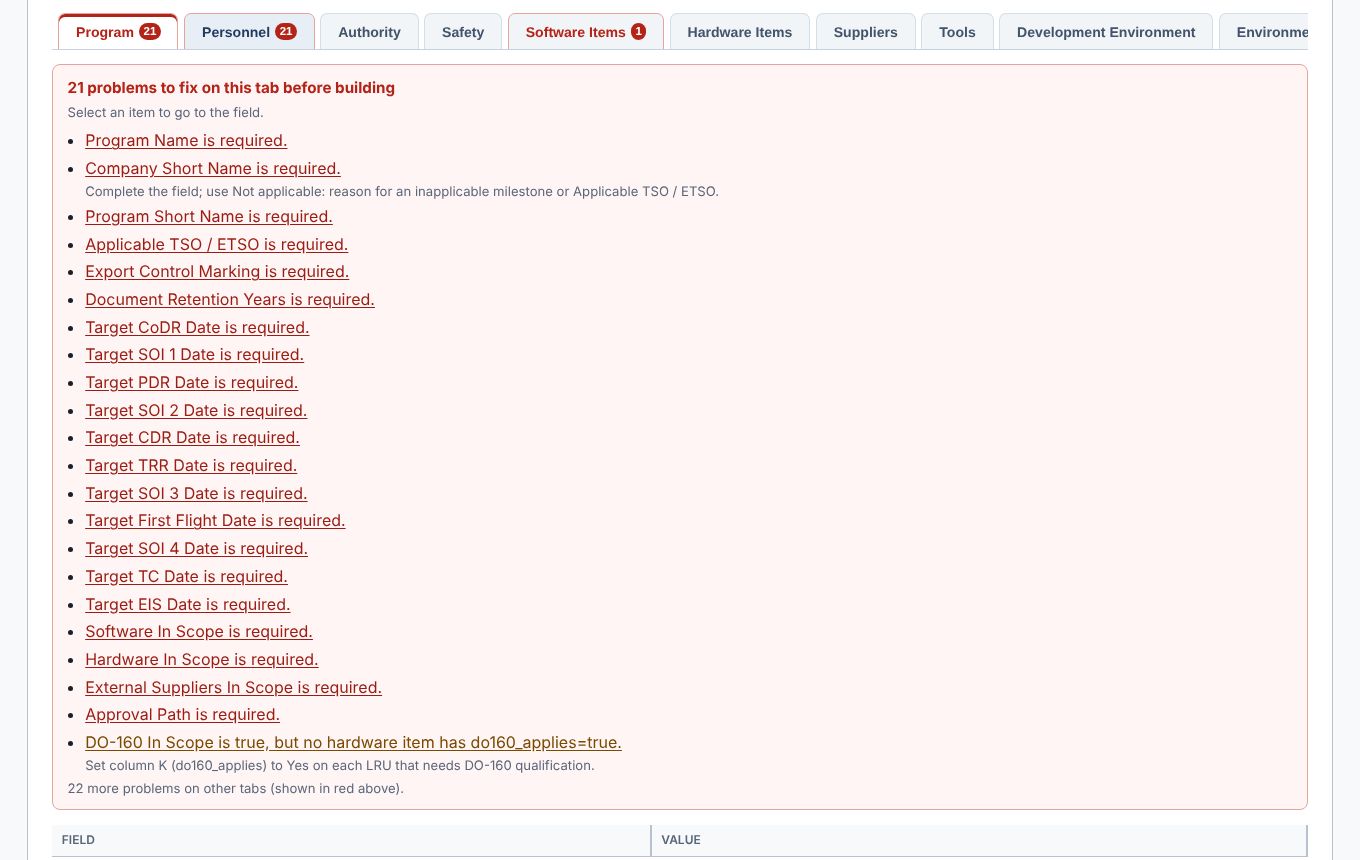 Program 21 Personnel 21 Authority Safety Software Items 1 Hardware Items Suppliers Tools Development Environment Environme
21 problems to fix on this tab before building
Select an item to go to the field.
Program Name is required.
Company Short Name is required.
Complete the field; use Not applicable: reason for an inapplicable milestone or Applicable TSO / ETSO.
Program Short Name is required.
Applicable TSO / ETSO is required.
Export Control Marking is required.
Document Retention Years is required.
Target CoDR Date is required.
Target SOI 1 Date is required.
Target PDR Date is required.
Target SOI 2 Date is required.
Target CDR Date is required.
Target TRR Date is required.
Target SOI 3 Date is required.
Target First Flight Date is required.
Target SOI 4 Date is required.
Target TC Date is required.
Target EIS Date is required.
Software In Scope is required.
Hardware In Scope is required.
External Suppliers In Scope is required.
Approval Path is required.
DO-160 In Scope is true, but no hardware item has do160_applies=true.
Set column K (do160_applies) to Yes on each LRU that needs DO-160 qualification.
22 more problems on other tabs (shown in red above).
FIELD VALUE